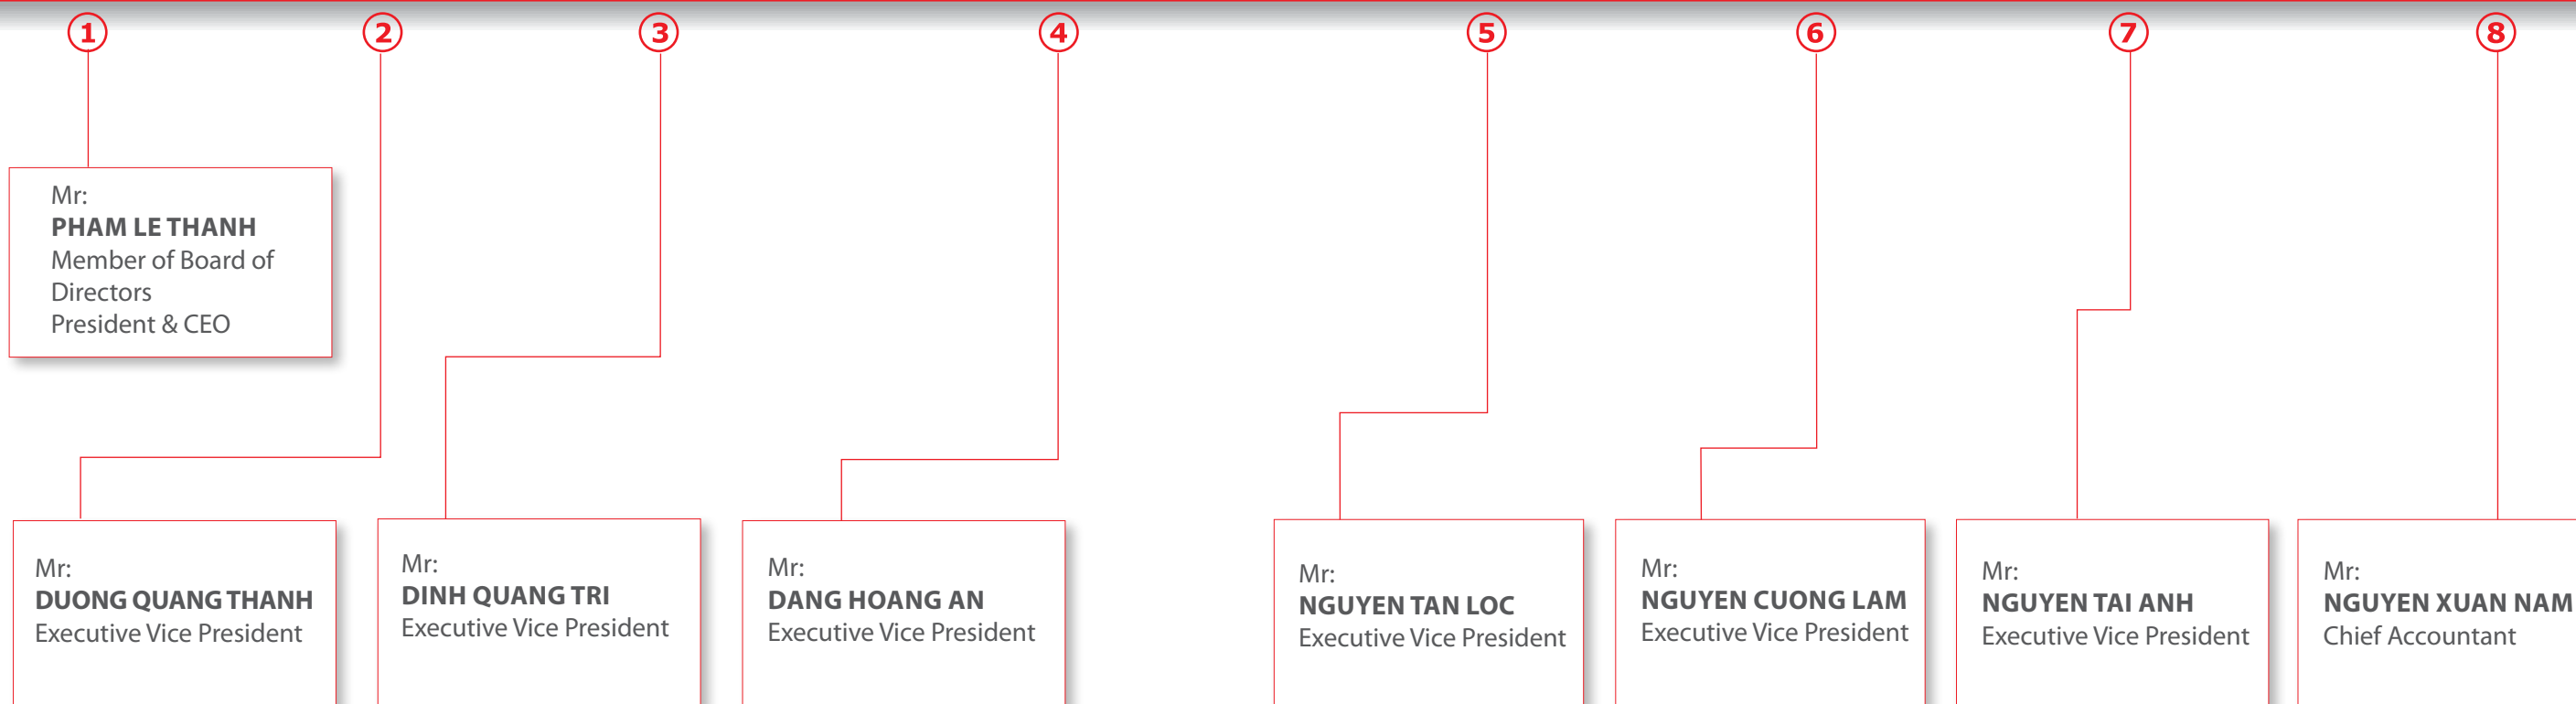 1
2
3
4
5
6
7
8
Mr:
PHAM LE THANH
Member of Board of
Directors
President & CEO
Mr:
DUONG QUANG THANH
Executive Vice President
Mr:
DINH QUANG TRI
Executive Vice President
Mr:
DANG HOANG AN
Executive Vice President
Mr:
NGUYEN TAN LOC
Executive Vice President
Mr:
NGUYEN CUONG LAM
Executive Vice President
Mr:
NGUYEN TAI ANH
Executive Vice President
Mr:
NGUYEN XUAN NAM
Chief Accountant